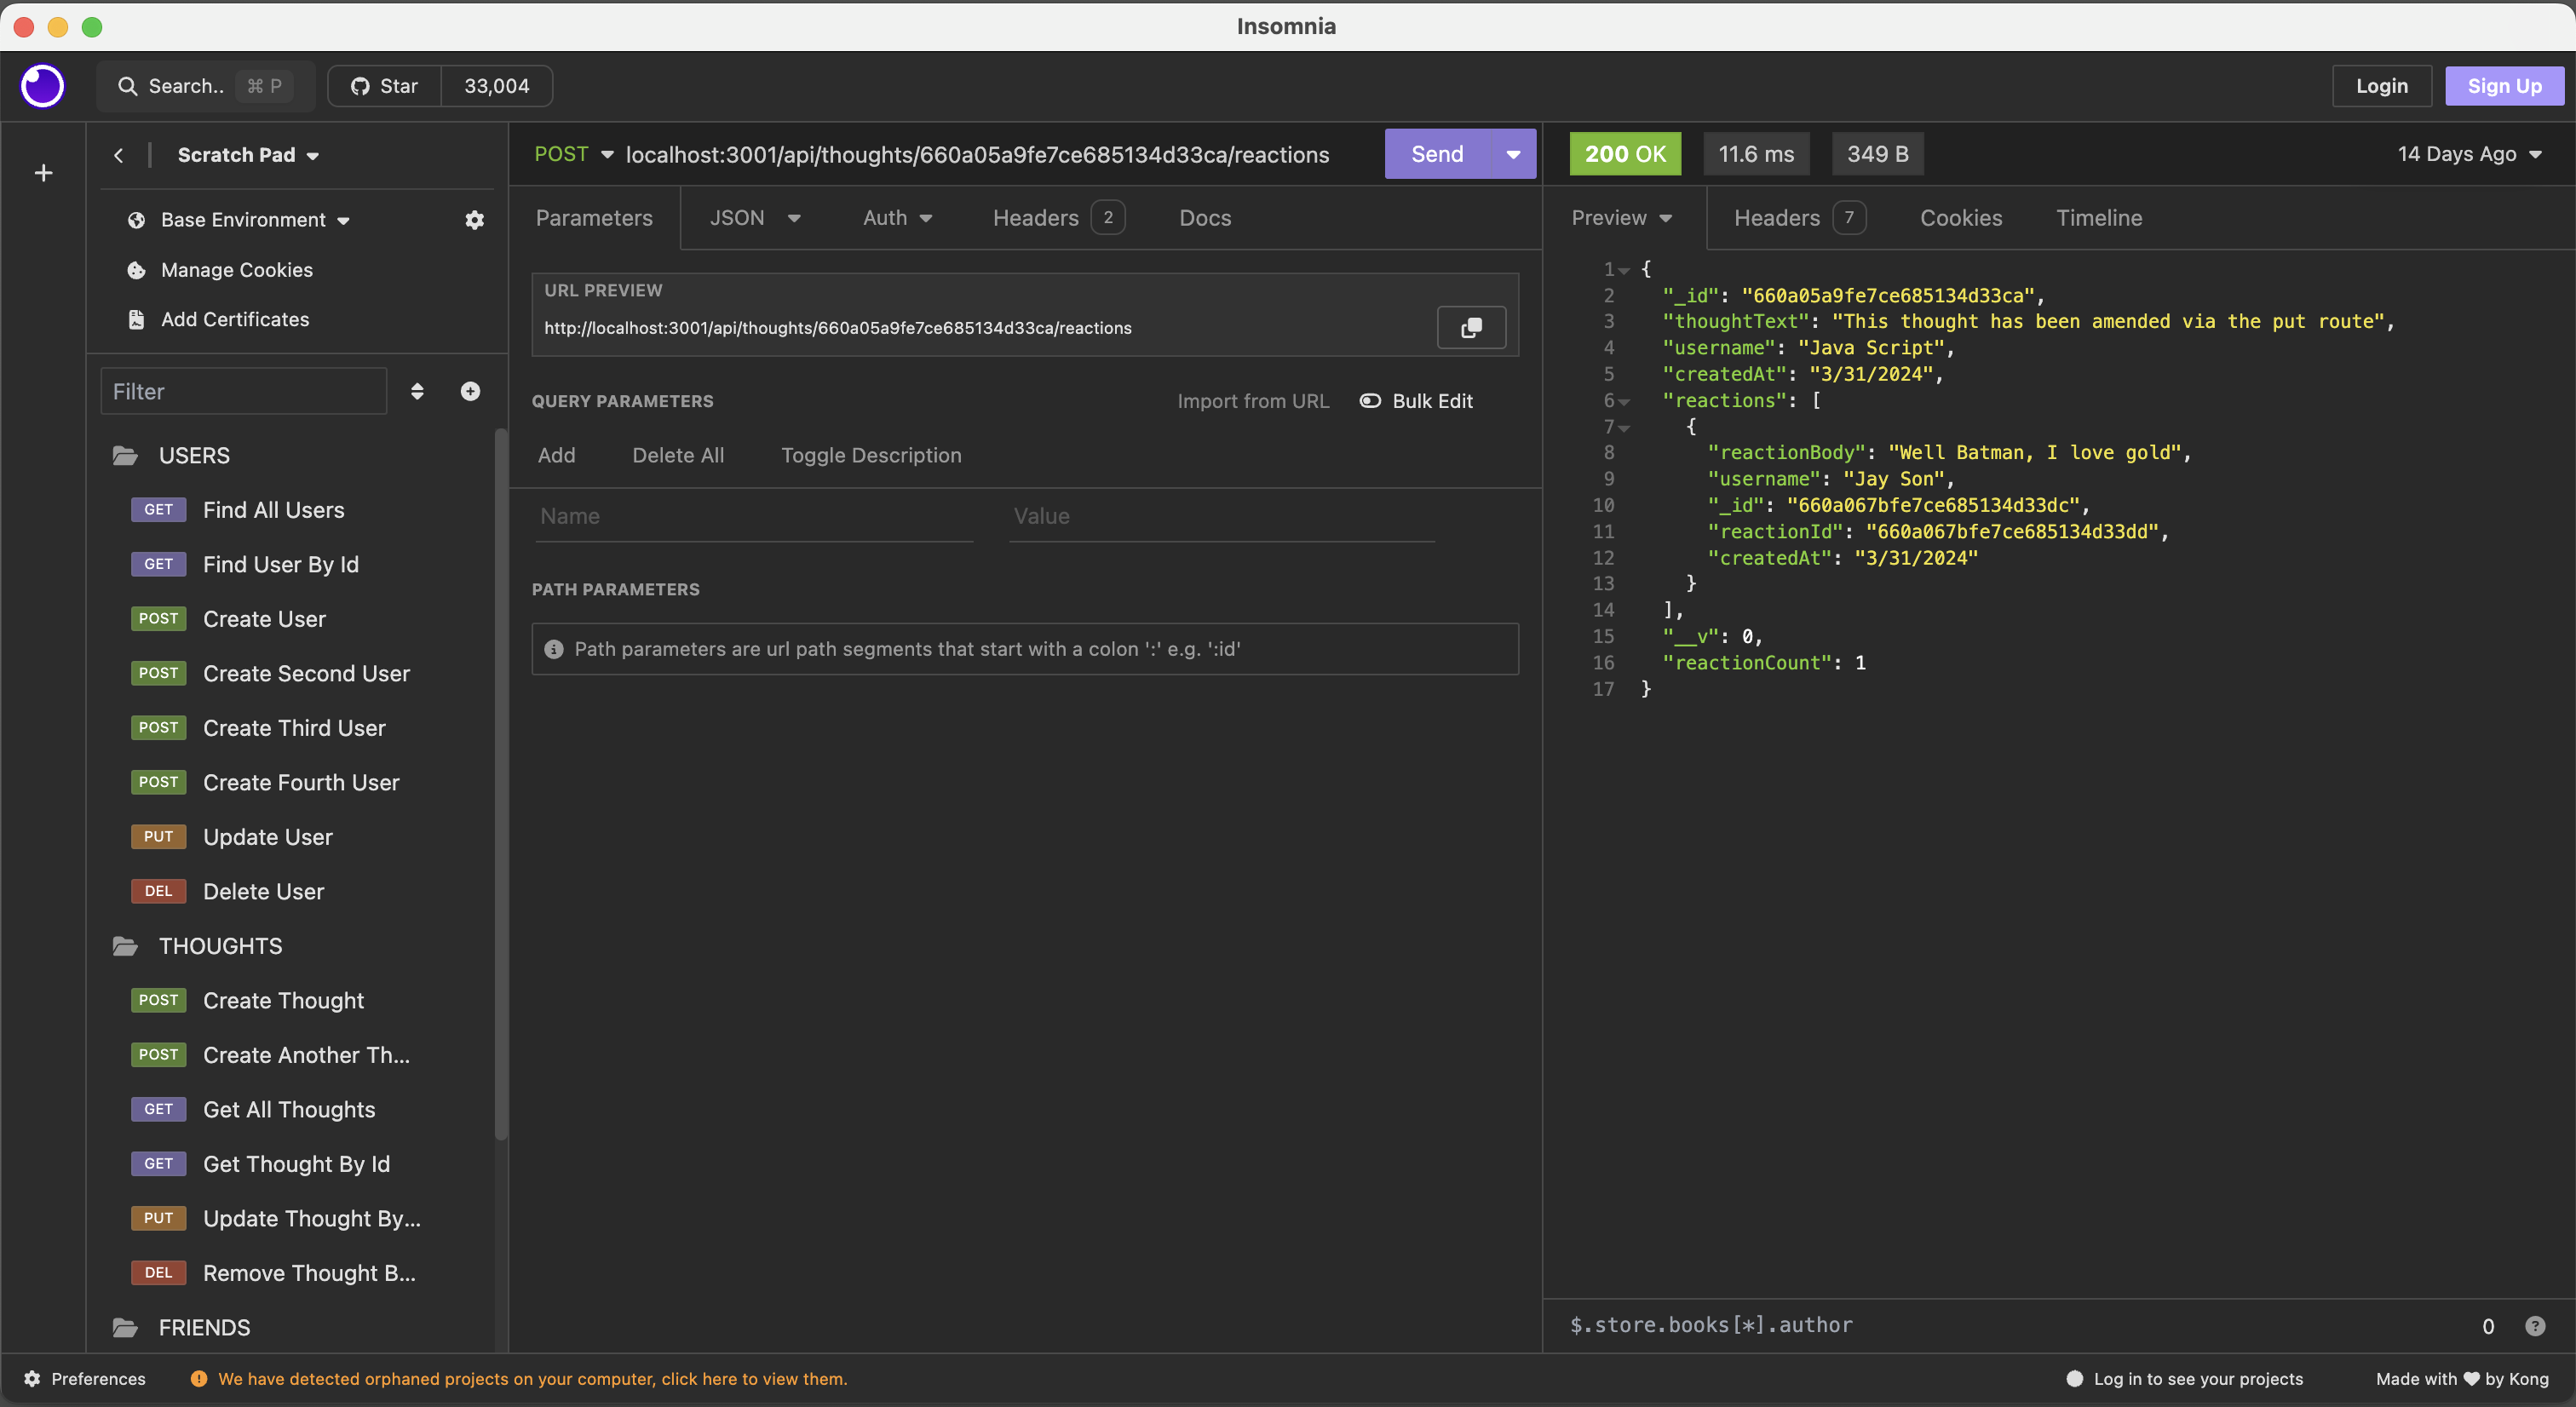 Insomnia
Search.. ⌘ P
Star 33,004
Login
Sign Up
Scratch Pad
Base Environment
Manage Cookies
Add Certificates
Filter
USERS
GET Find All Users
GET Find User By Id
POST Create User
POST Create Second User
POST Create Third User
POST Create Fourth User
PUT Update User
DEL Delete User
THOUGHTS
POST Create Thought
POST Create Another Th...
GET Get All Thoughts
GET Get Thought By Id
PUT Update Thought By...
DEL Remove Thought B...
FRIENDS
POST localhost:3001/api/thoughts/660a05a9fe7ce685134d33ca/reactions
Send
Parameters JSON Auth Headers 2 Docs
URL PREVIEW
http://localhost:3001/api/thoughts/660a05a9fe7ce685134d33ca/reactions
QUERY PARAMETERS Import from URL Bulk Edit
Add Delete All Toggle Description
Name Value
PATH PARAMETERS
Path parameters are url path segments that start with a colon ':' e.g. ':id'
200 OK 11.6 ms 349 B 14 Days Ago
Preview Headers 7 Cookies Timeline
1 {
2 "_id": "660a05a9fe7ce685134d33ca",
3 "thoughtText": "This thought has been amended via the put route",
4 "username": "Java Script",
5 "createdAt": "3/31/2024",
6 "reactions": [
7 {
8 "reactionBody": "Well Batman, I love gold",
9 "username": "Jay Son",
10 "_id": "660a067bfe7ce685134d33dc",
11 "reactionId": "660a067bfe7ce685134d33dd",
12 "createdAt": "3/31/2024"
13 }
14 ],
15 "__v": 0,
16 "reactionCount": 1
17 }
$.store.books[*].author 0 ?
Preferences
We have detected orphaned projects on your computer, click here to view them.
Log in to see your projects
Made with ♥ by Kong